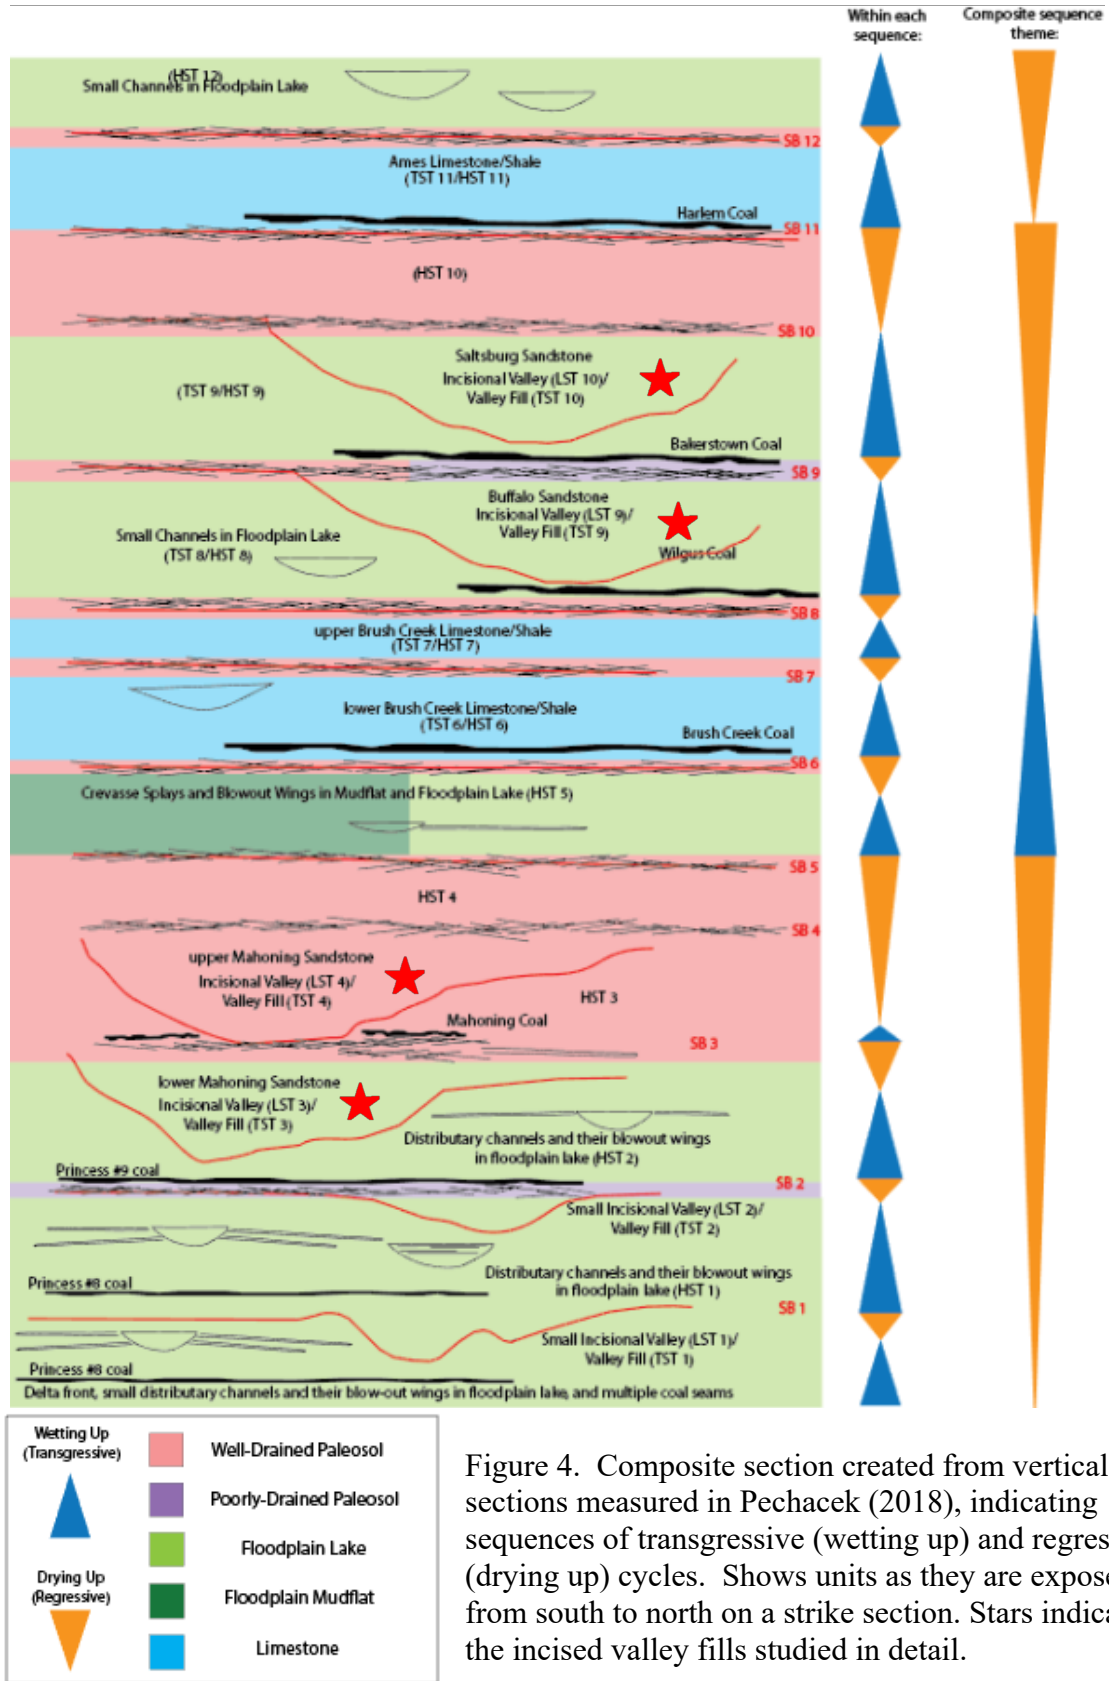 Within each
sequence:
Composite sequence
theme:
(HST 12)
Small Channels in Floodplain Lake
SB 12
Ames Limestone/Shale
(TST 11/HST 11)
Harlem Coal
SB 11
(HST 10)
SB 10
Saltsburg Sandstone
Incisional Valley (LST 10)/
Valley Fill (TST 10)
(TST 9/HST 9)
Bakerstown Coal
SB 9
Buffalo Sandstone
Incisional Valley (LST 9)/
Valley Fill (TST 9)
Small Channels in Floodplain Lake
(TST 8/HST 8)
Wilgus Coal
SB 8
upper Brush Creek Limestone/Shale
(TST 7/HST 7)
SB 7
lower Brush Creek Limestone/Shale
(TST 6/HST 6)
Brush Creek Coal
SB 6
Crevasse Splays and Blowout Wings in Mudflat and Floodplain Lake (HST 5)
SB 5
HST 4
SB 4
upper Mahoning Sandstone
Incisional Valley (LST 4)/
Valley Fill (TST 4)
HST 3
Mahoning Coal
SB 3
lower Mahoning Sandstone
Incisional Valley (LST 3)/
Valley Fill (TST 3)
Distributary channels and their blowout wings
in floodplain lake (HST 2)
Princess #9 coal
SB 2
Small Incisional Valley (LST 2)/
Valley Fill (TST 2)
Distributary channels and their blowout wings
in floodplain lake (HST 1)
Princess #8 coal
SB 1
Small Incisional Valley (LST 1)/
Valley Fill (TST 1)
Princess #8 coal
Delta front, small distributary channels and their blow-out wings in floodplain lake, and multiple coal seams
Wetting Up
(Transgressive)
Drying Up
(Regressive)
Well-Drained Paleosol
Poorly-Drained Paleosol
Floodplain Lake
Floodplain Mudflat
Limestone
Figure 4. Composite section created from vertical
sections measured in Pechacek (2018), indicating
sequences of transgressive (wetting up) and regres
(drying up) cycles. Shows units as they are expose
from south to north on a strike section. Stars indica
the incised valley fills studied in detail.